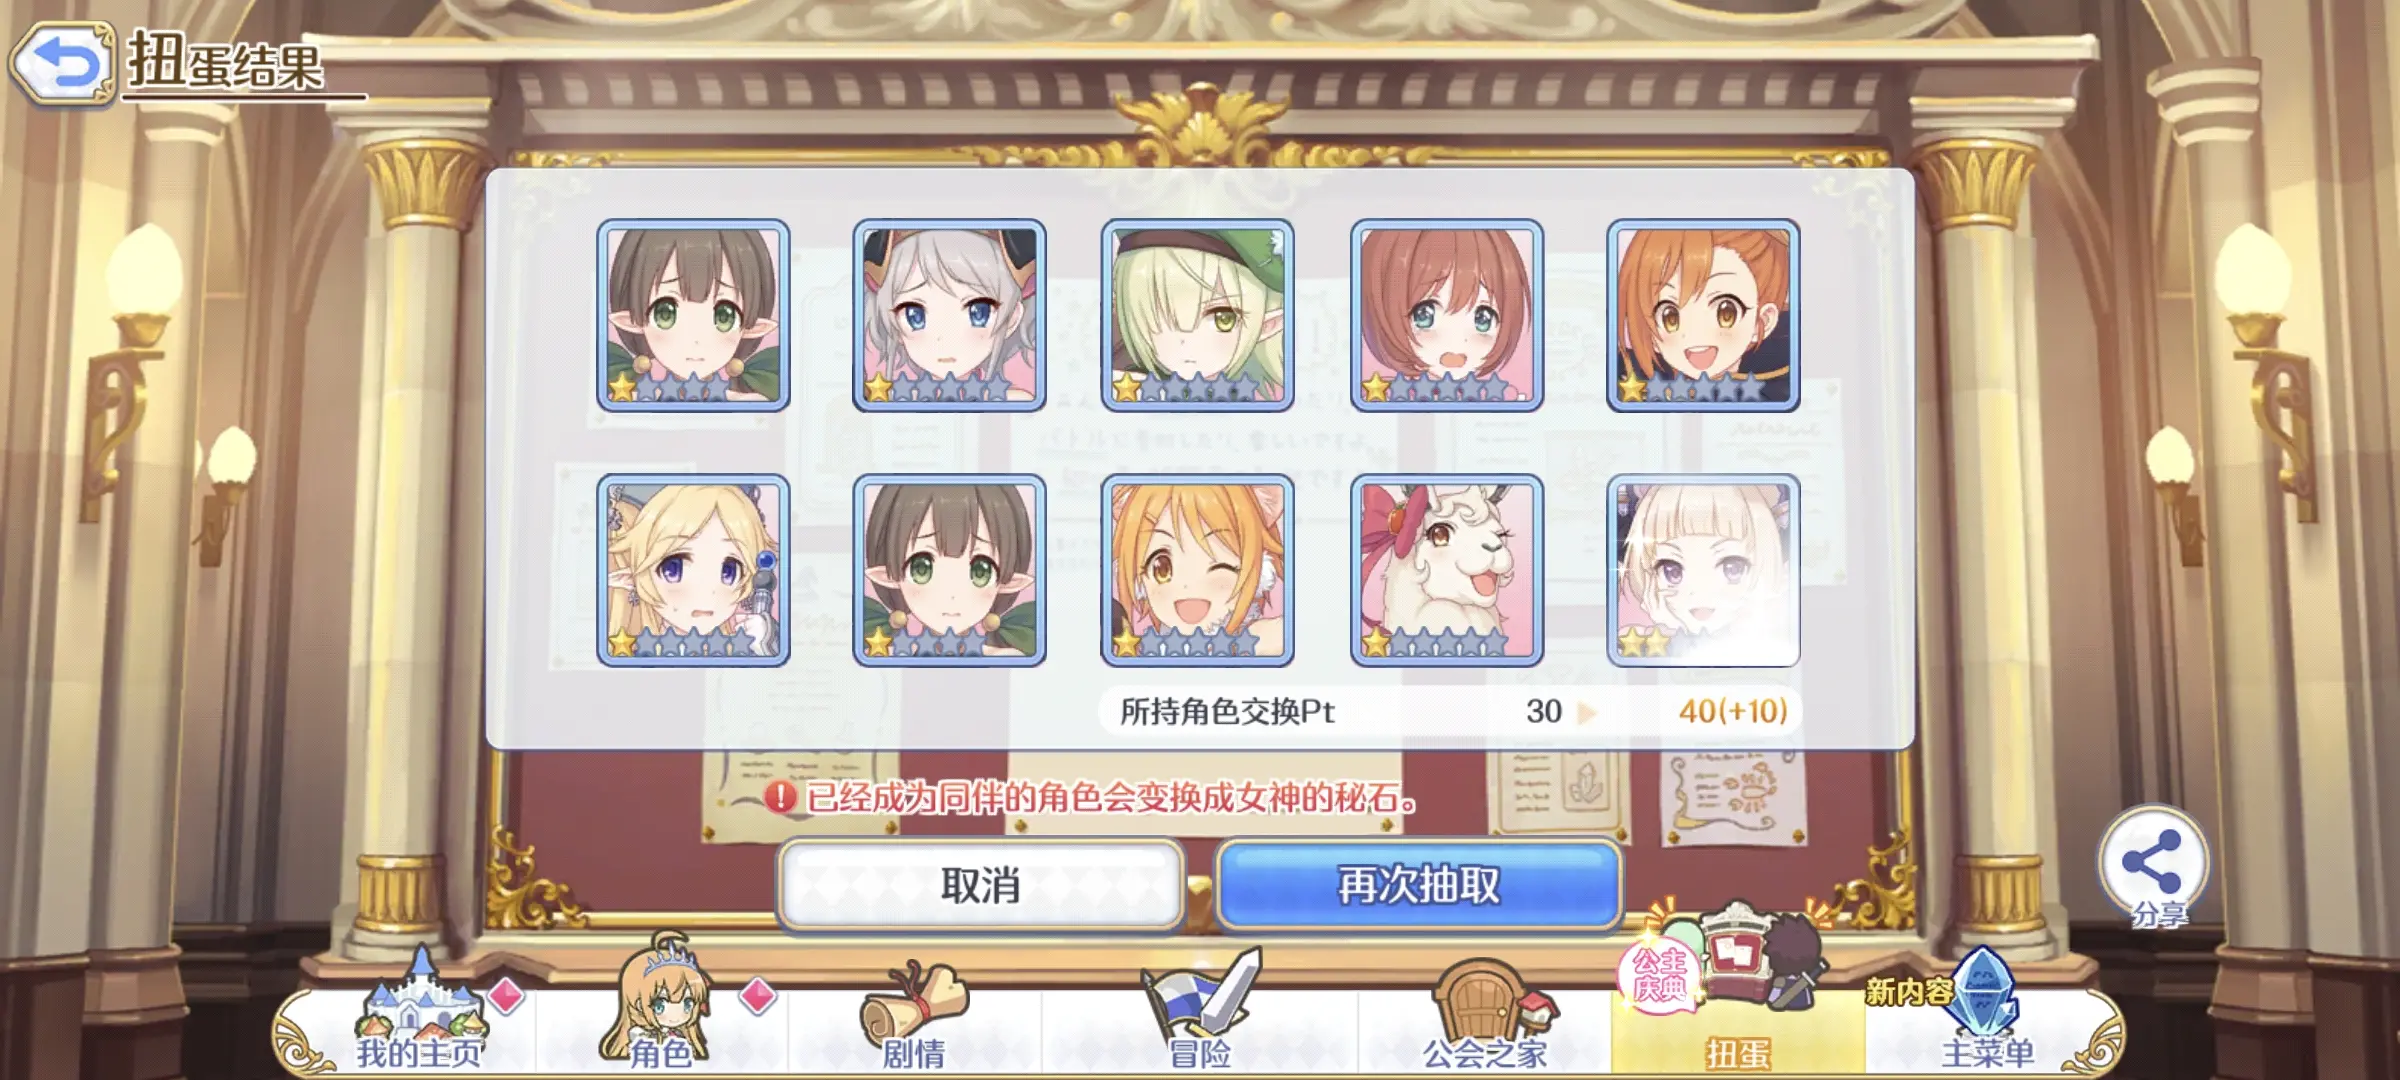 扭蛋结果
所持角色交换Pt 30 40(+10)
已经成为同伴的角色会变换成女神的秘石。
取消
再次抽取
分享
公主
庆典
新内容
我的主页
角色
剧情
冒险
公会之家
扭蛋
主菜单